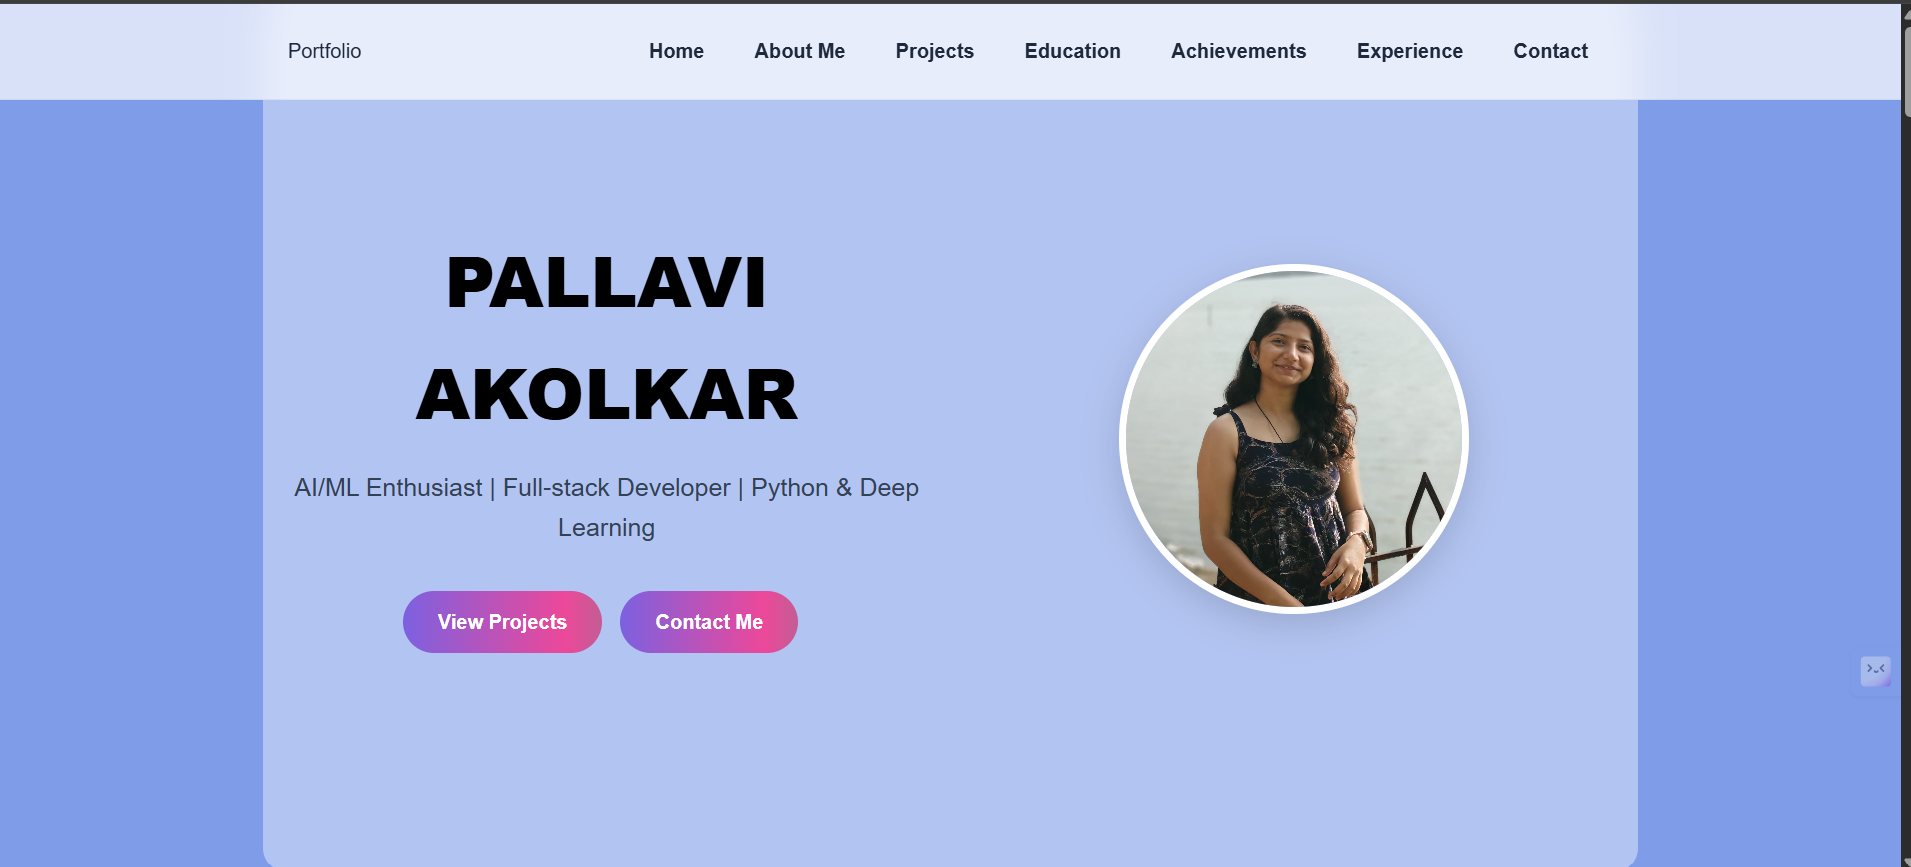 Portfolio
Home About Me Projects Education Achievements Experience Contact
PALLAVI
AKOLKAR
AI/ML Enthusiast | Full-stack Developer | Python & Deep
Learning
View Projects Contact Me